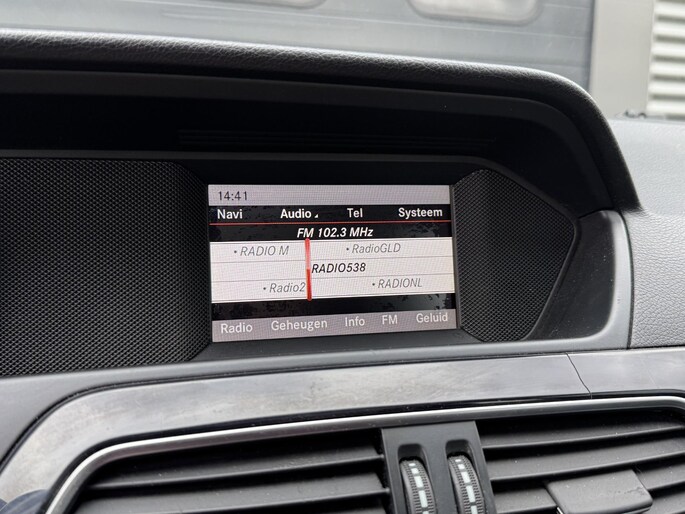 14:41
Navi Audio Tel Systeem
FM 102.3 MHz
• RADIO M • RadioGLD
RADIO538
• Radio2 • RADIONL
Radio Geheugen Info FM Geluid